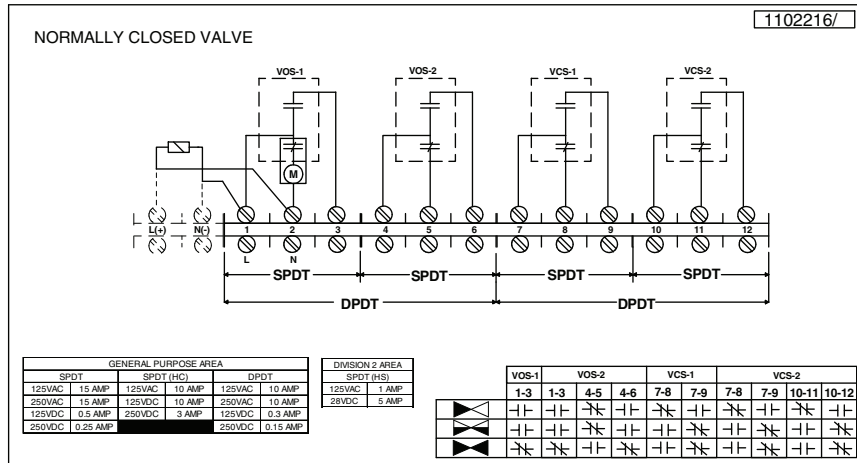 1102216/
NORMALLY CLOSED VALVE
VOS-1 VOS-2 VCS-1 VCS-2
M
L(+) N(-) 1 2 3 4 5 6 7 8 9 10 11 12
L N
SPDT SPDT SPDT SPDT
DPDT DPDT
GENERAL PURPOSE AREA
SPDT SPDT (HC) DPDT
125VAC 15 AMP 125VAC 10 AMP 125VAC 10 AMP
250VAC 15 AMP 125VDC 10 AMP 250VAC 10 AMP
125VDC 0.5 AMP 250VDC 3 AMP 125VDC 0.3 AMP
250VDC 0.25 AMP 250VDC 0.15 AMP
DIVISION 2 AREA
SPDT (HS)
125VAC 1 AMP
28VDC 5 AMP
VOS-1 VOS-2 VCS-1 VCS-2
1-3 1-3 4-5 4-6 7-8 7-9 7-8 7-9 10-11 10-12